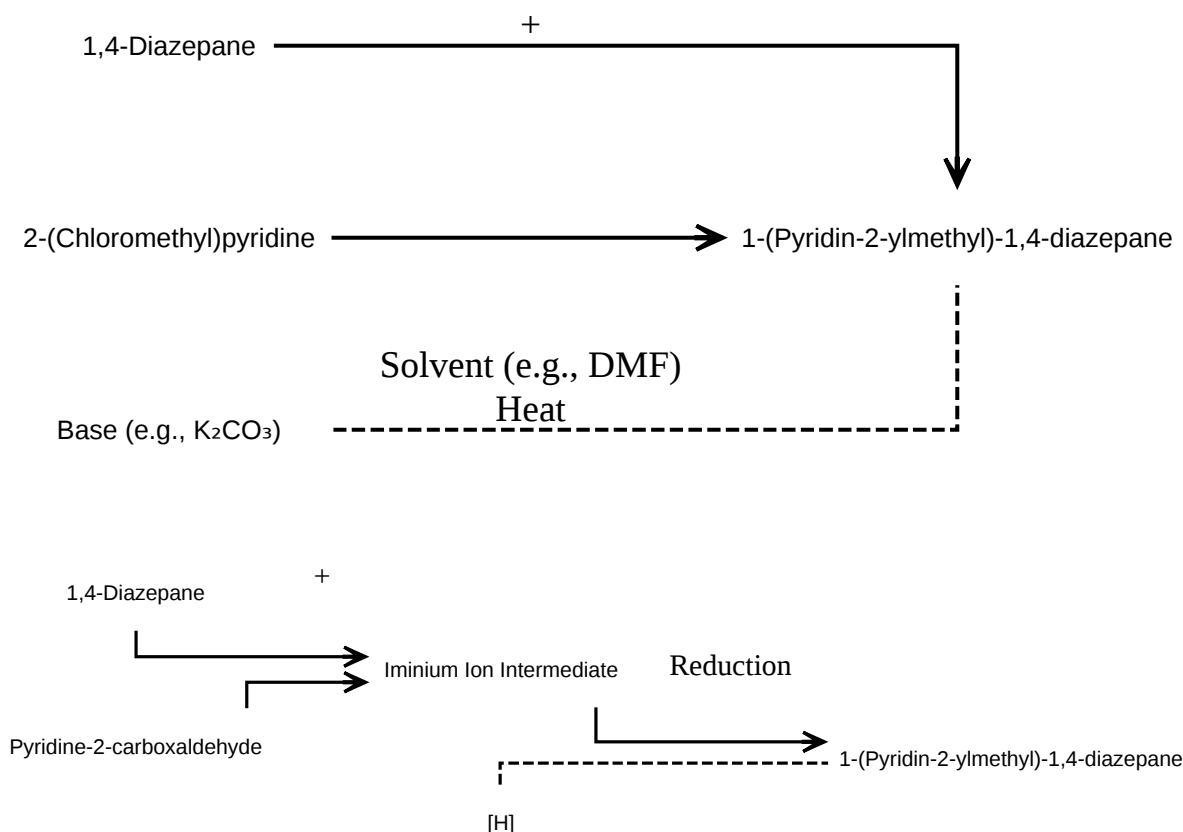 +
1,4-Diazepane
2-(Chloromethyl)pyridine
1-(Pyridin-2-ylmethyl)-1,4-diazepane
Solvent (e.g., DMF)
Heat
Base (e.g., K₂CO₃)
+
1,4-Diazepane
Iminium Ion Intermediate
Reduction
Pyridine-2-carboxaldehyde
1-(Pyridin-2-ylmethyl)-1,4-diazepane
[H]